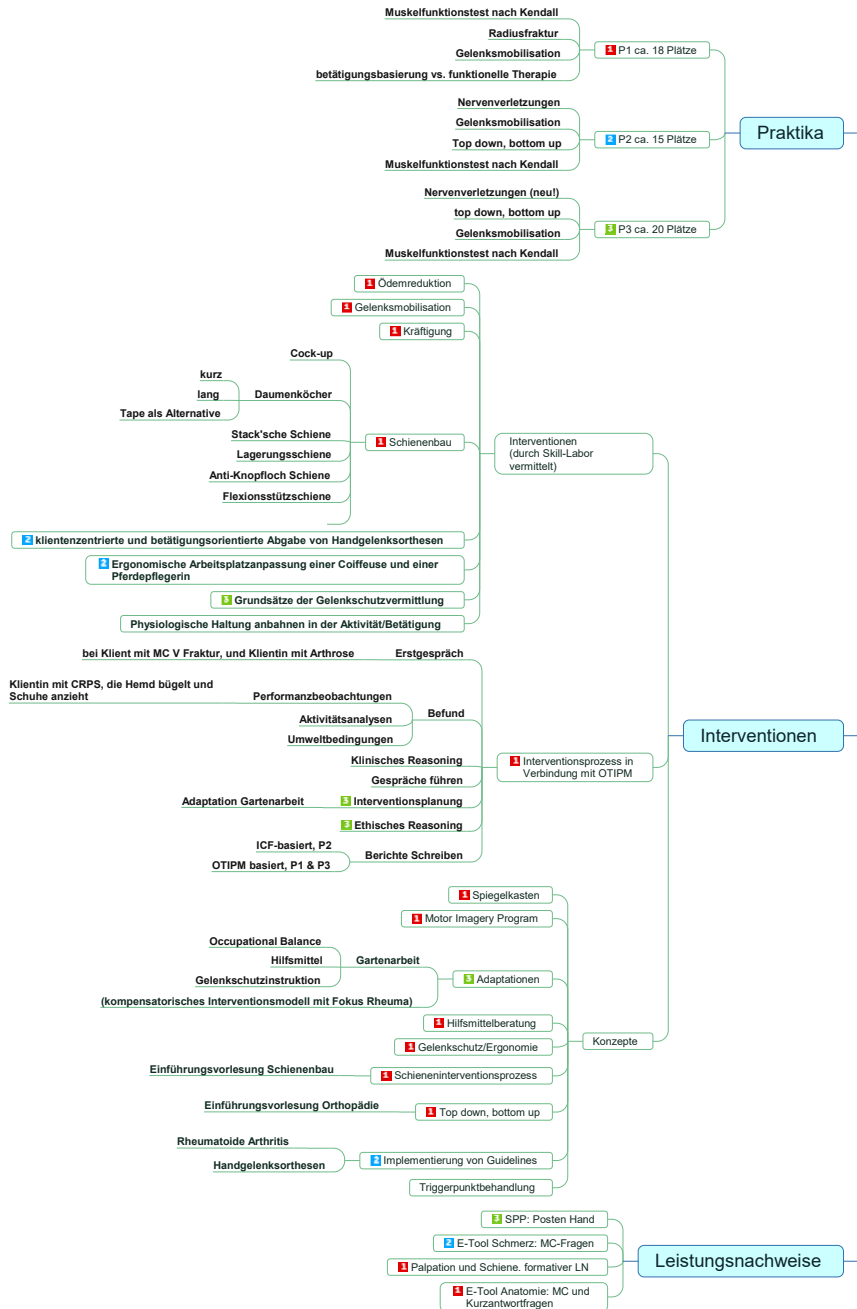 Muskelfunktionstest nach Kendall
Radiusfraktur
Gelenksmobilisation
betätigungsbasierung vs. funktionelle Therapie
1 P1 ca. 18 Plätze
Nervenverletzungen
Gelenksmobilisation
Top down, bottom up
Muskelfunktionstest nach Kendall
2 P2 ca. 15 Plätze
Praktika
Nervenverletzungen (neu!)
top down, bottom up
Gelenksmobilisation
Muskelfunktionstest nach Kendall
3 P3 ca. 20 Plätze
1 Ödemreduktion
1 Gelenksmobilisation
1 Kräftigung
Cock-up
kurz
lang
Tape als Alternative
Daumenköcher
Stack'sche Schiene
Lagerungsschiene
Anti-Knopfloch Schiene
Flexionsstützschiene
1 Schienenbau
Interventionen
(durch Skill-Labor
vermittelt)
2 klientenzentrierte und betätigungsorientierte Abgabe von Handgelenksorthesen
2 Ergonomische Arbeitsplatzanpassung einer Coiffeuse und einer
Pferdepflegerin
3 Grundsätze der Gelenkschutzvermittlung
Physiologische Haltung anbahnen in der Aktivität/Betätigung
bei Klient mit MC V Fraktur, und Klientin mit Arthrose
Erstgespräch
Klientin mit CRPS, die Hemd bügelt und
Schuhe anzieht
Performanzbeobachtungen
Aktivitätsanalysen
Umweltbedingungen
Befund
Klinisches Reasoning
Gespräche führen
Adaptation Gartenarbeit
3 Interventionsplanung
3 Ethisches Reasoning
ICF-basiert, P2
OTIPM basiert, P1 & P3
Berichte Schreiben
1 Interventionsprozess in
Verbindung mit OTIPM
Interventionen
1 Spiegelkasten
1 Motor Imagery Program
Occupational Balance
Hilfsmittel
Gelenkschutzinstruktion
Gartenarbeit
(kompensatorisches Interventionsmodell mit Fokus Rheuma)
3 Adaptationen
1 Hilfsmittelberatung
1 Gelenkschutz/Ergonomie
Konzepte
Einführungsvorlesung Schienenbau
1 Schieneninterventionsprozess
Einführungsvorlesung Orthopädie
1 Top down, bottom up
Rheumatoide Arthritis
Handgelenksorthesen
2 Implementierung von Guidelines
Triggerpunktbehandlung
3 SPP: Posten Hand
2 E-Tool Schmerz: MC-Fragen
1 Palpation und Schiene. formativer LN
1 E-Tool Anatomie: MC und
Kurzantwortfragen
Leistungsnachweise